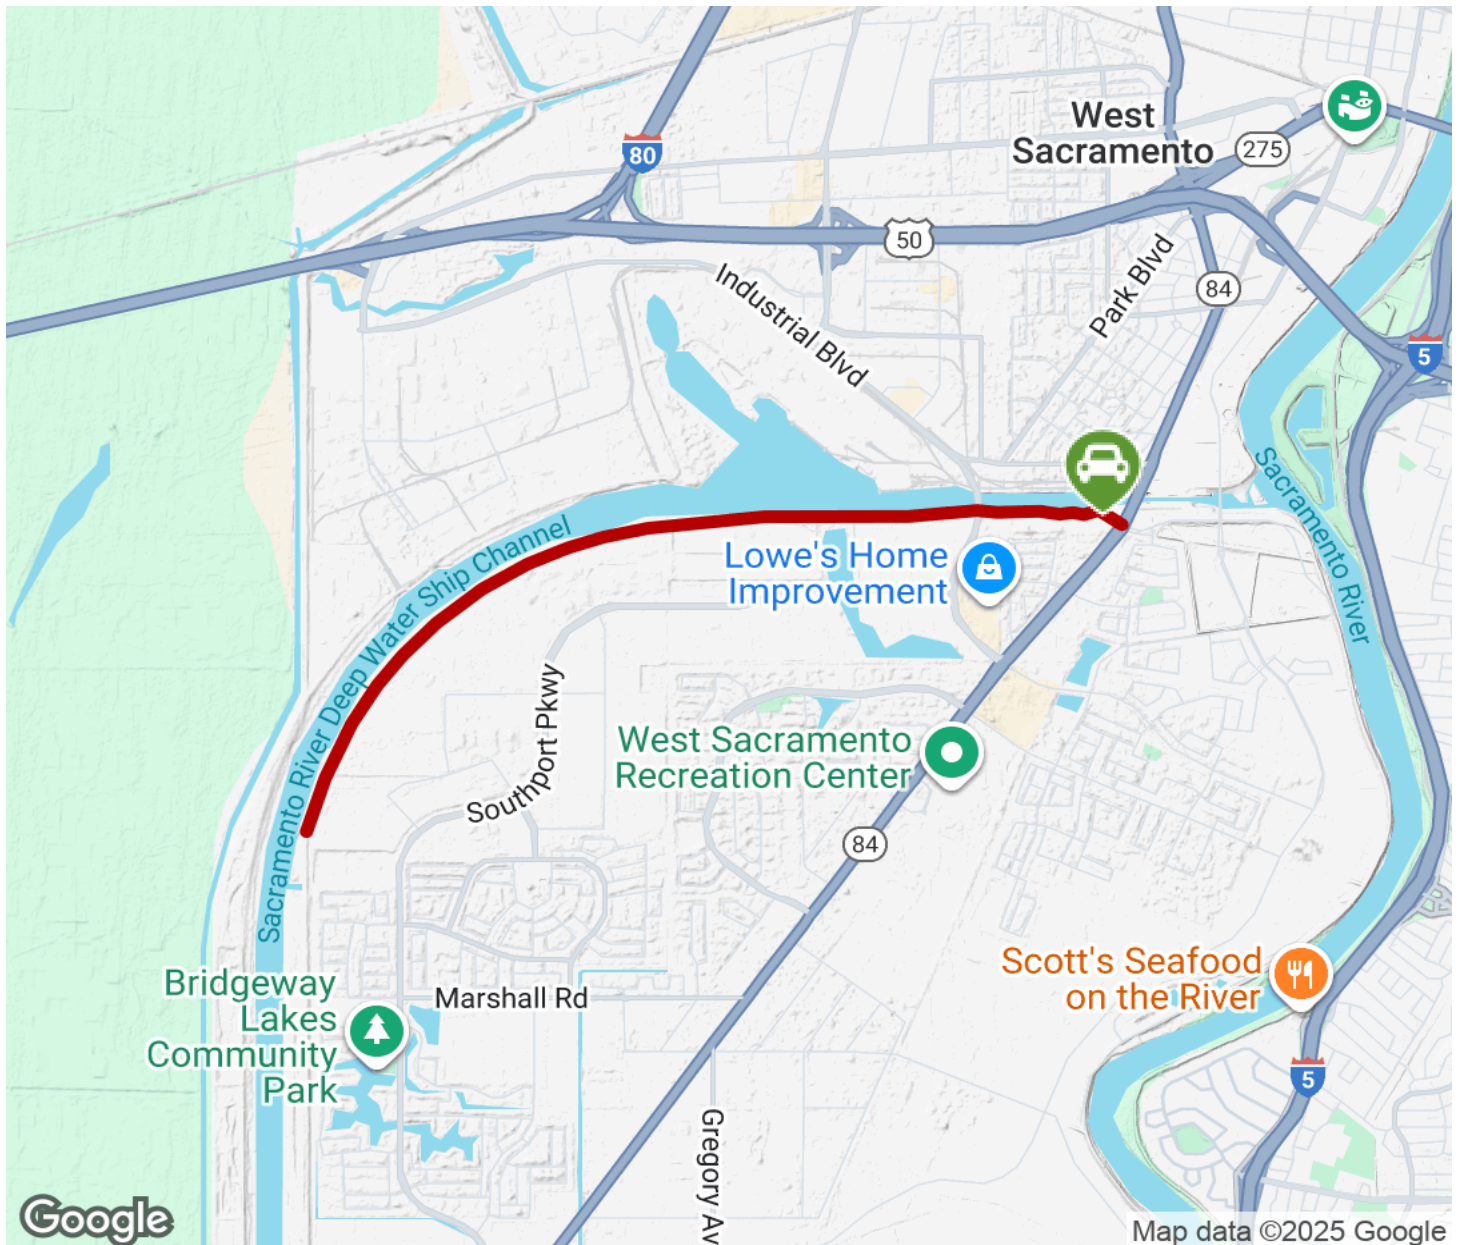 West
Sacramento
275
80
50
Park Blvd
84
Industrial Blvd
5
Sacramento River
Sacramento River Deep Water Ship Channel
Lowe's Home
Improvement
Southport Pkwy
West Sacramento
Recreation Center
84
Scott's Seafood
on the River
Bridgeway
Lakes
Community
Park
Marshall Rd
5
Gregory Av
Google
Map data ©2025 Google